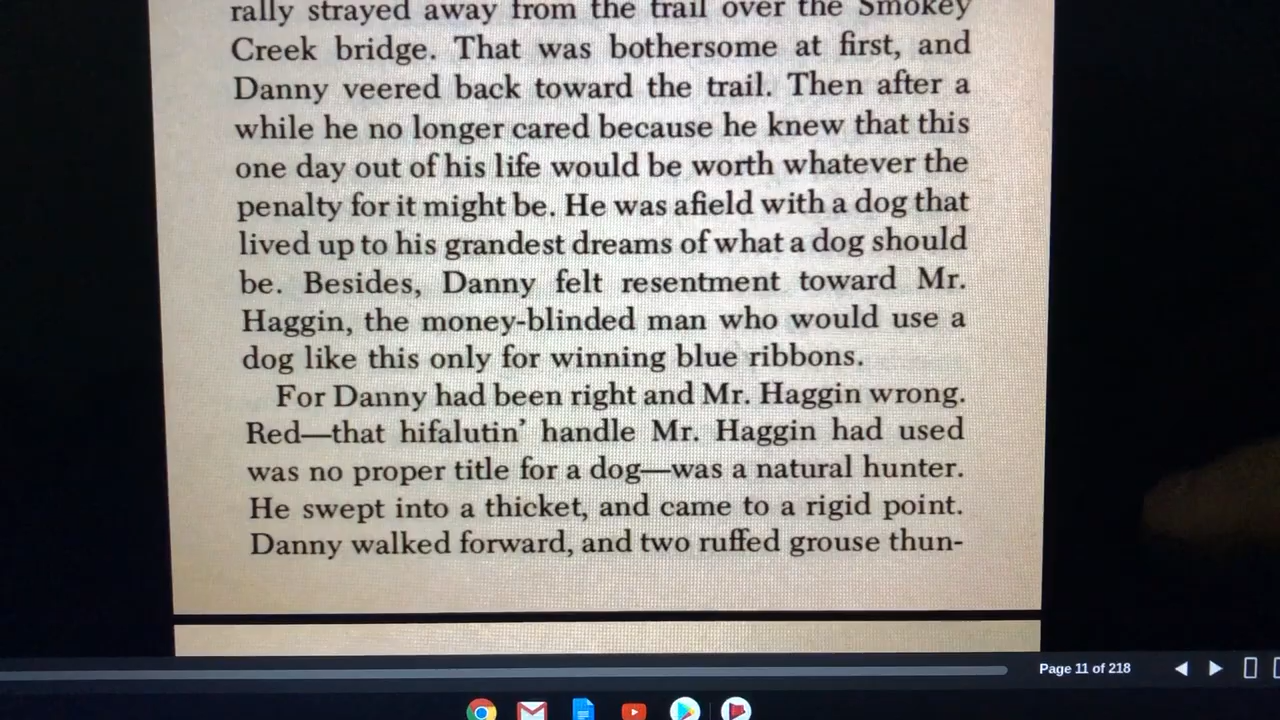 rally strayed away from the trail over the Smokey
Creek bridge. That was bothersome at first, and
Danny veered back toward the trail. Then after a
while he no longer cared because he knew that this
one day out of his life would be worth whatever the
penalty for it might be. He was afield with a dog that
lived up to his grandest dreams of what a dog should
be. Besides, Danny felt resentment toward Mr.
Haggin, the money-blinded man who would use a
dog like this only for winning blue ribbons.
For Danny had been right and Mr. Haggin wrong.
Red—that hifalutin’ handle Mr. Haggin had used
was no proper title for a dog—was a natural hunter.
He swept into a thicket, and came to a rigid point.
Danny walked forward, and two ruffed grouse thun-
Page 11 of 218